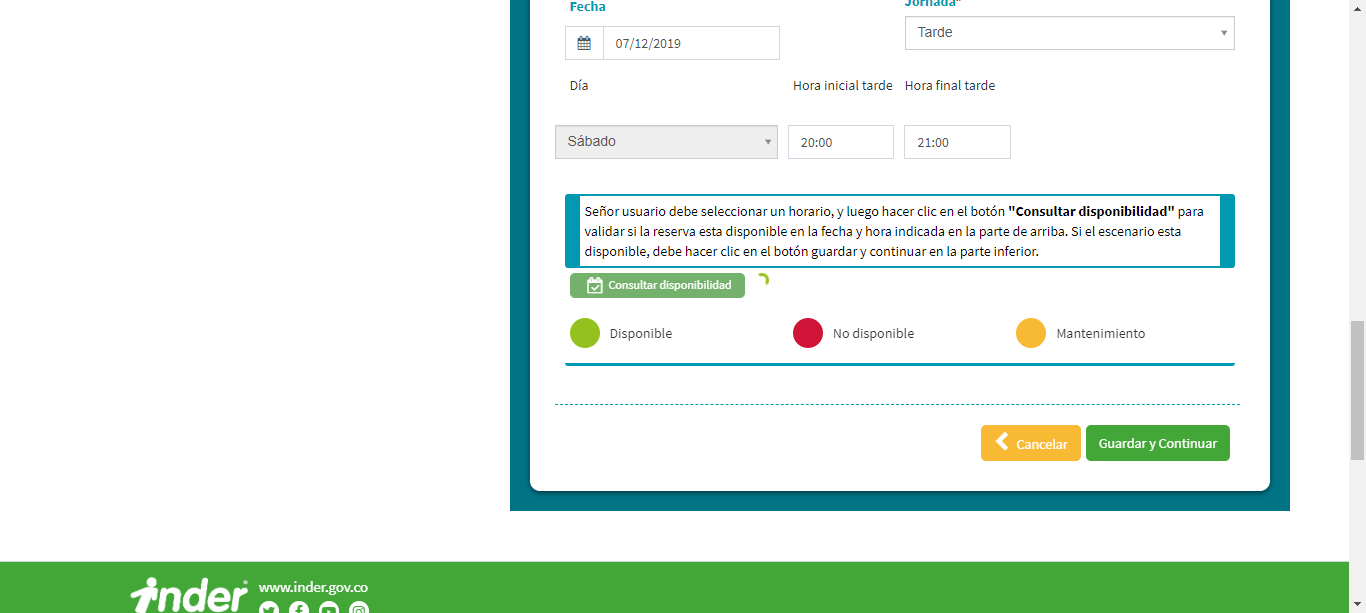 Fecha
Jornada*
07/12/2019
Tarde
Día
Hora inicial tarde
Hora final tarde
Sábado
20:00
21:00
Señor usuario debe seleccionar un horario, y luego hacer clic en el botón "Consultar disponibilidad" para
validar si la reserva esta disponible en la fecha y hora indicada en la parte de arriba. Si el escenario esta
disponible, debe hacer clic en el botón guardar y continuar en la parte inferior.
Consultar disponibilidad
Disponible
No disponible
Mantenimiento
Cancelar
Guardar y Continuar
inder
www.inder.gov.co